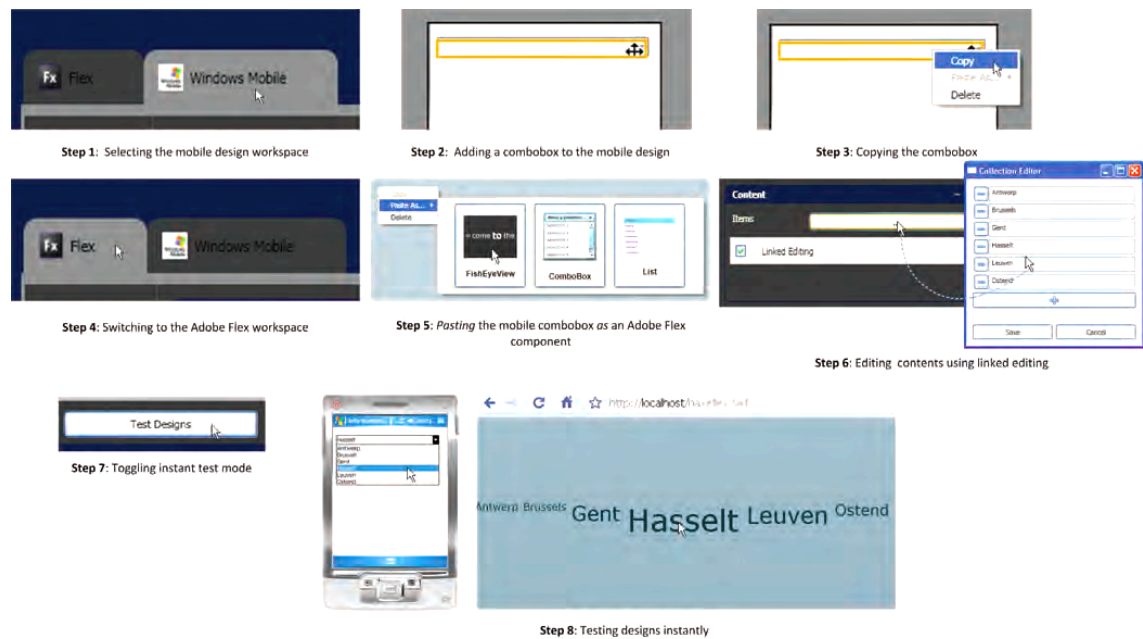 Fx Flex
Windows Mobile
Step 1: Selecting the mobile design workspace
Step 2: Adding a combobox to the mobile design
Copy
Paste As...
Delete
Step 3: Copying the combobox
Fx Flex
Windows Mobile
Step 4: Switching to the Adobe Flex workspace
Paste As...
Delete
come to the
FishEyeView
ComboBox
List
Step 5: Pasting the mobile combobox as an Adobe Flex
component
Content
Items
Linked Editing
Collection Editor
Antwerp
Brussels
Gent
Hasselt
Leuven
Ostend
Save
Cancel
Step 6: Editing contents using linked editing
Test Designs
Step 7: Toggling instant test mode
Hasselt
Antwerp
Brussels
Gent
Hasselt
Leuven
Ostend
http://localhost/
Antwerp Brussels Gent Hasselt Leuven Ostend
Step 8: Testing designs instantly